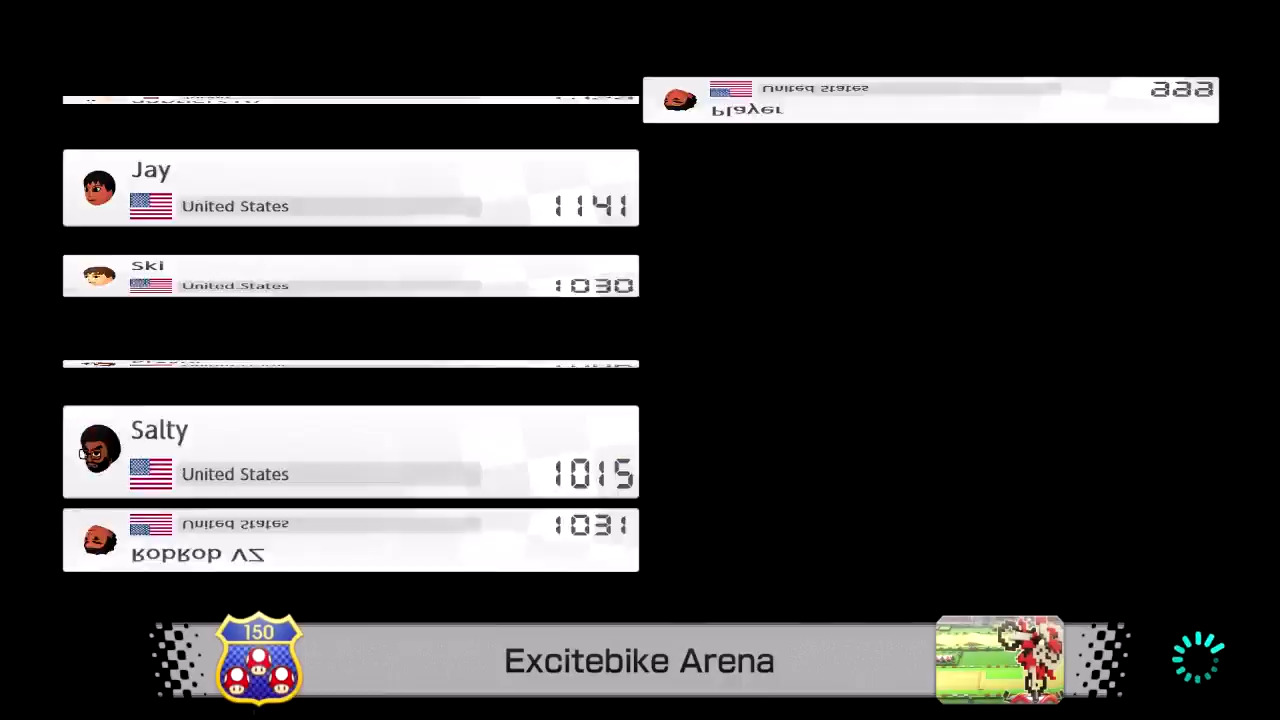 Jay
United States
1141
Ski
United States
1030
Salty
United States
1015
United States
1031
RobRob VZ
United States
999
Player
150
Excitebike Arena